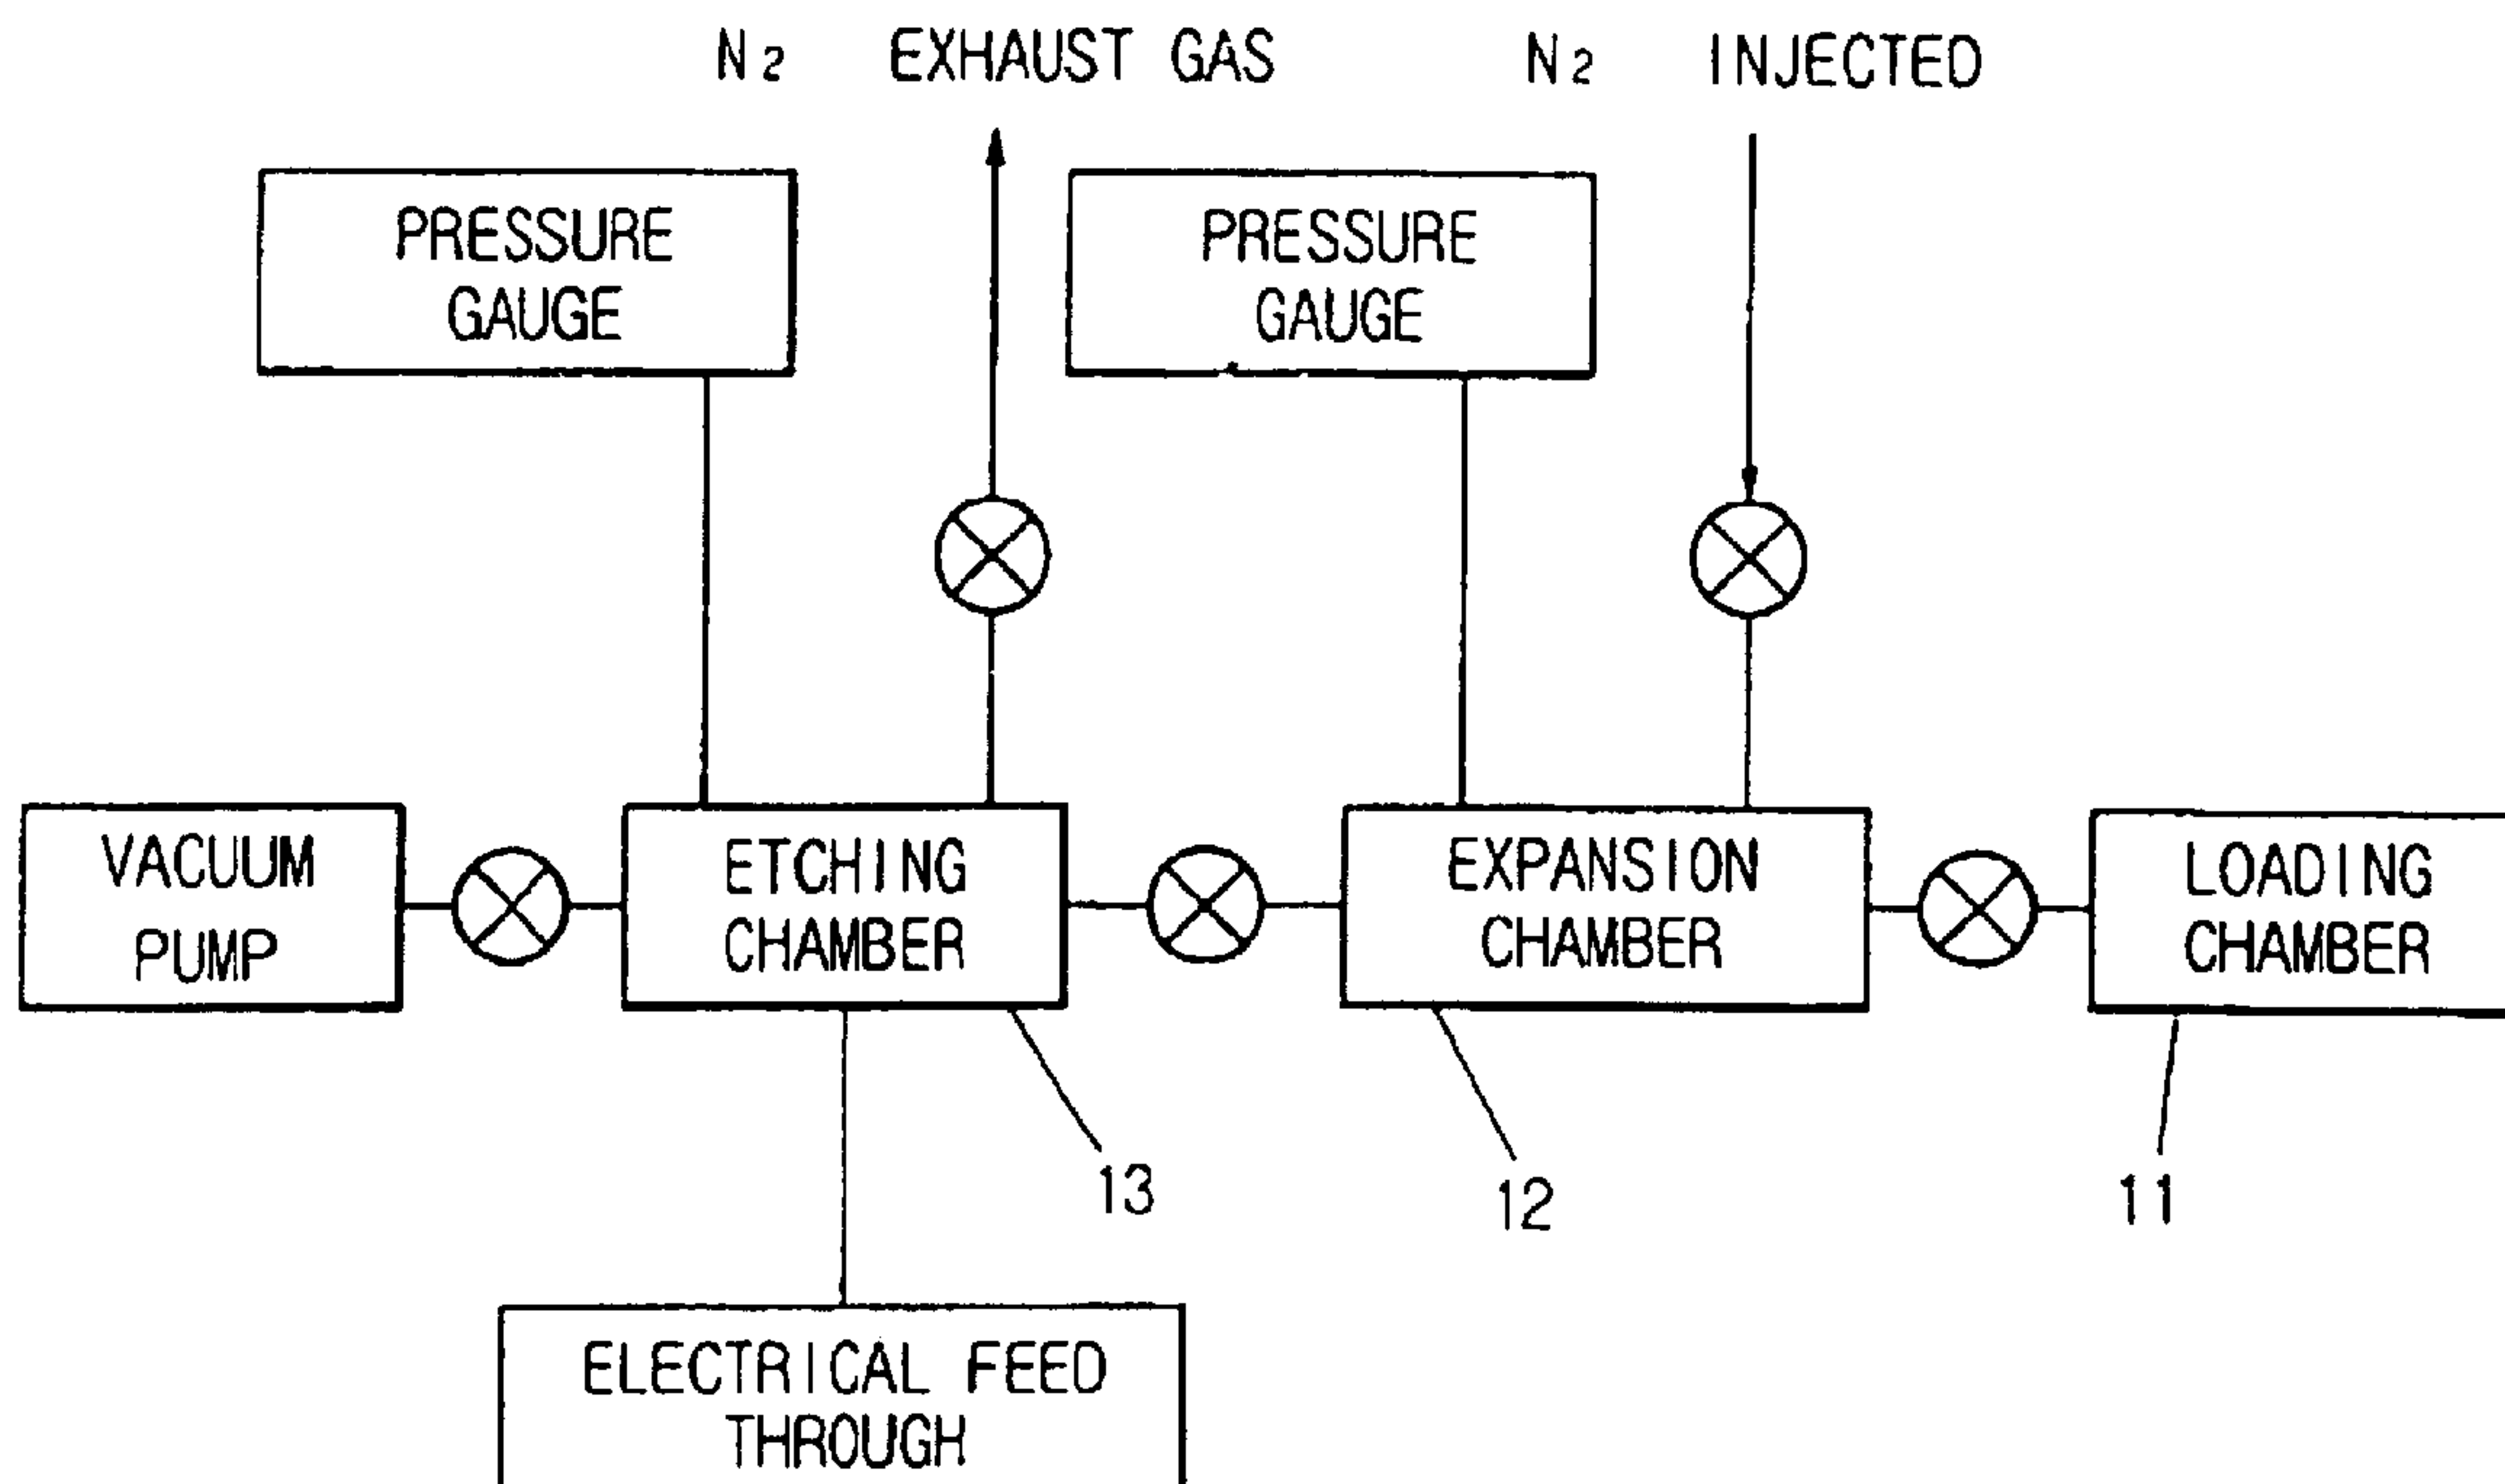 N2 EXHAUST GAS
N2 INJECTED
PRESSURE
GAUGE
PRESSURE
GAUGE
VACUUM
PUMP
ETCHING
CHAMBER
EXPANSION
CHAMBER
LOADING
CHAMBER
13
12
11
ELECTRICAL FEED
THROUGH